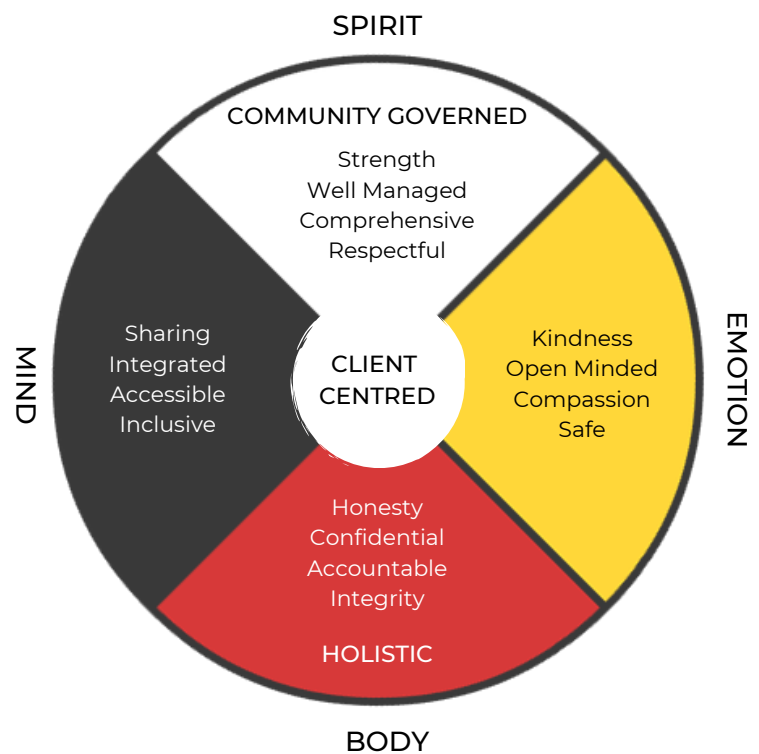 SPIRIT
COMMUNITY GOVERNED
Strength
Well Managed
Comprehensive
Respectful
MIND
Sharing
Integrated
Accessible
Inclusive
CLIENT
CENTRED
Kindness
Open Minded
Compassion
Safe
EMOTION
Honesty
Confidential
Accountable
Integrity
HOLISTIC
BODY